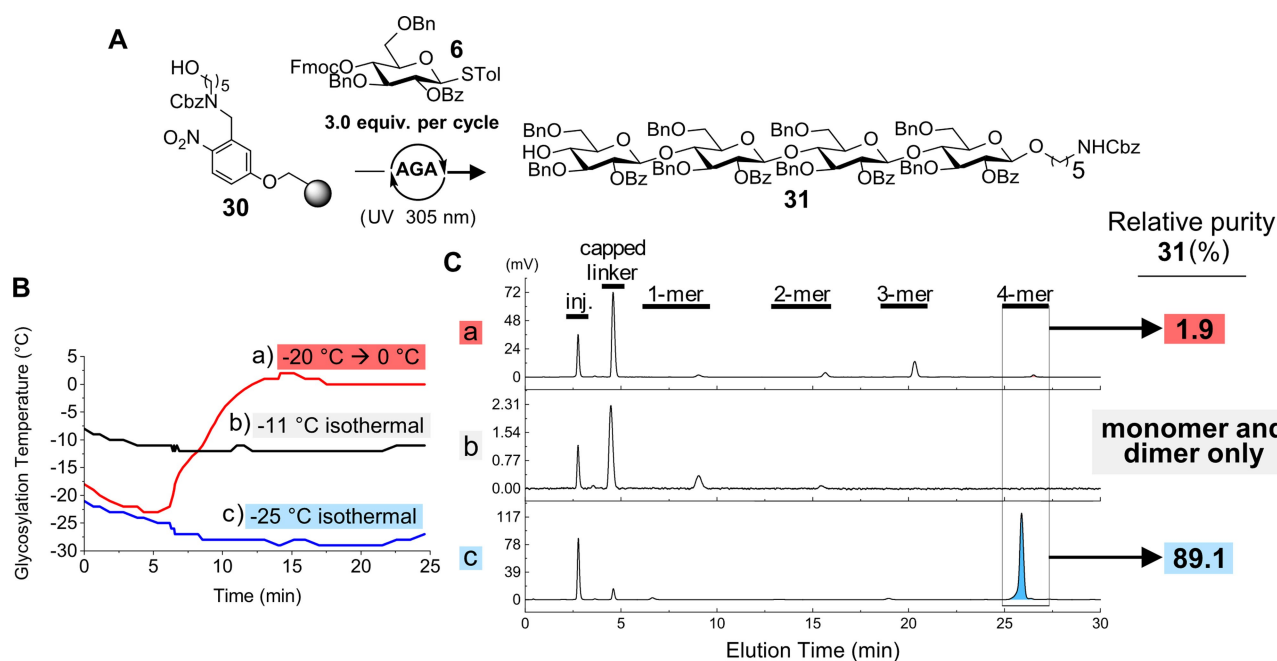 A
OBn
6
FmocO
O
STol
BnO
OBz
3.0 equiv. per cycle
HO
5
CbzN
O2N
O
30
AGA
(UV 305 nm)
BnO
BnO
BnO
BnO
HO
O
O
O
O
O
O
O
O
NHCbz
BnO
OBz
BnO
OBz
BnO
OBz
BnO
OBz
5
31
Relative purity
31 (%)
B
Glycosylation Temperature (°C)
5
0
-5
-10
-15
-20
-25
-30
a) -20 °C → 0 °C
b) -11 °C isothermal
c) -25 °C isothermal
0 5 10 15 20 25
Time (min)
C
(mV)
inj.
capped
linker
1-mer
2-mer
3-mer
4-mer
a
72
48
24
0
1.9
b
2.31
1.54
0.77
0.00
monomer and
dimer only
c
117
78
39
0
89.1
0 5 10 15 20 25 30
Elution Time (min)